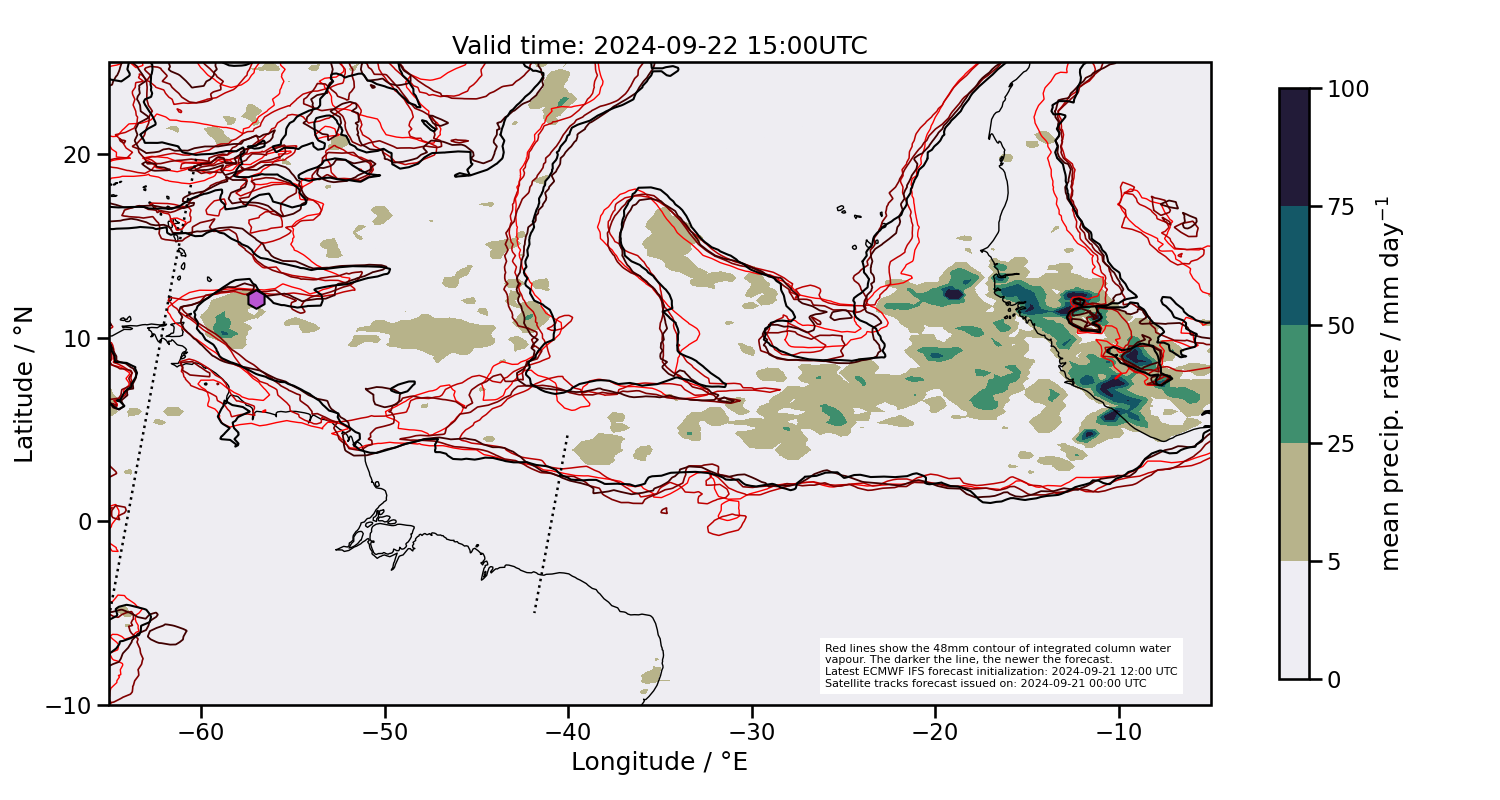 Valid time: 2024-09-22 15:00UTC
Latitude / °N
20
10
0
−10
−60
−50
−40
−30
−20
−10
Longitude / °E
Red lines show the 48mm contour of integrated column water
vapour. The darker the line, the newer the forecast.
Latest ECMWF IFS forecast initialization: 2024-09-21 12:00 UTC
Satellite tracks forecast issued on: 2024-09-21 00:00 UTC
100
75
50
25
5
0
mean precip. rate / mm day⁻¹